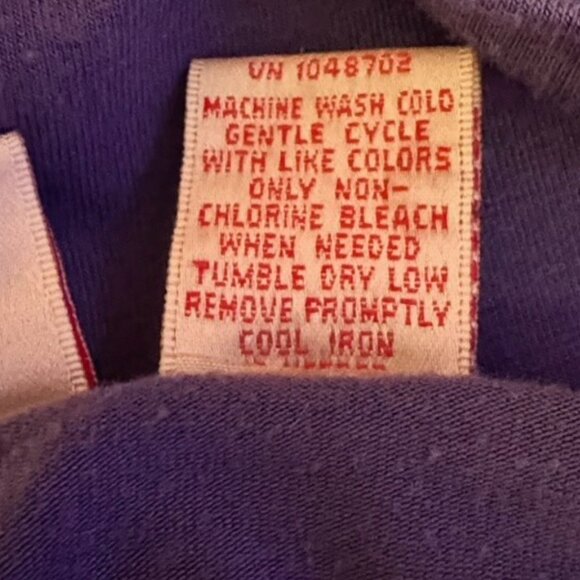 VN 1048702
MACHINE WASH COLD
GENTLE CYCLE
WITH LIKE COLORS
ONLY NON-
CHLORINE BLEACH
WHEN NEEDED
TUMBLE DRY LOW
REMOVE PROMPTLY
COOL IRON